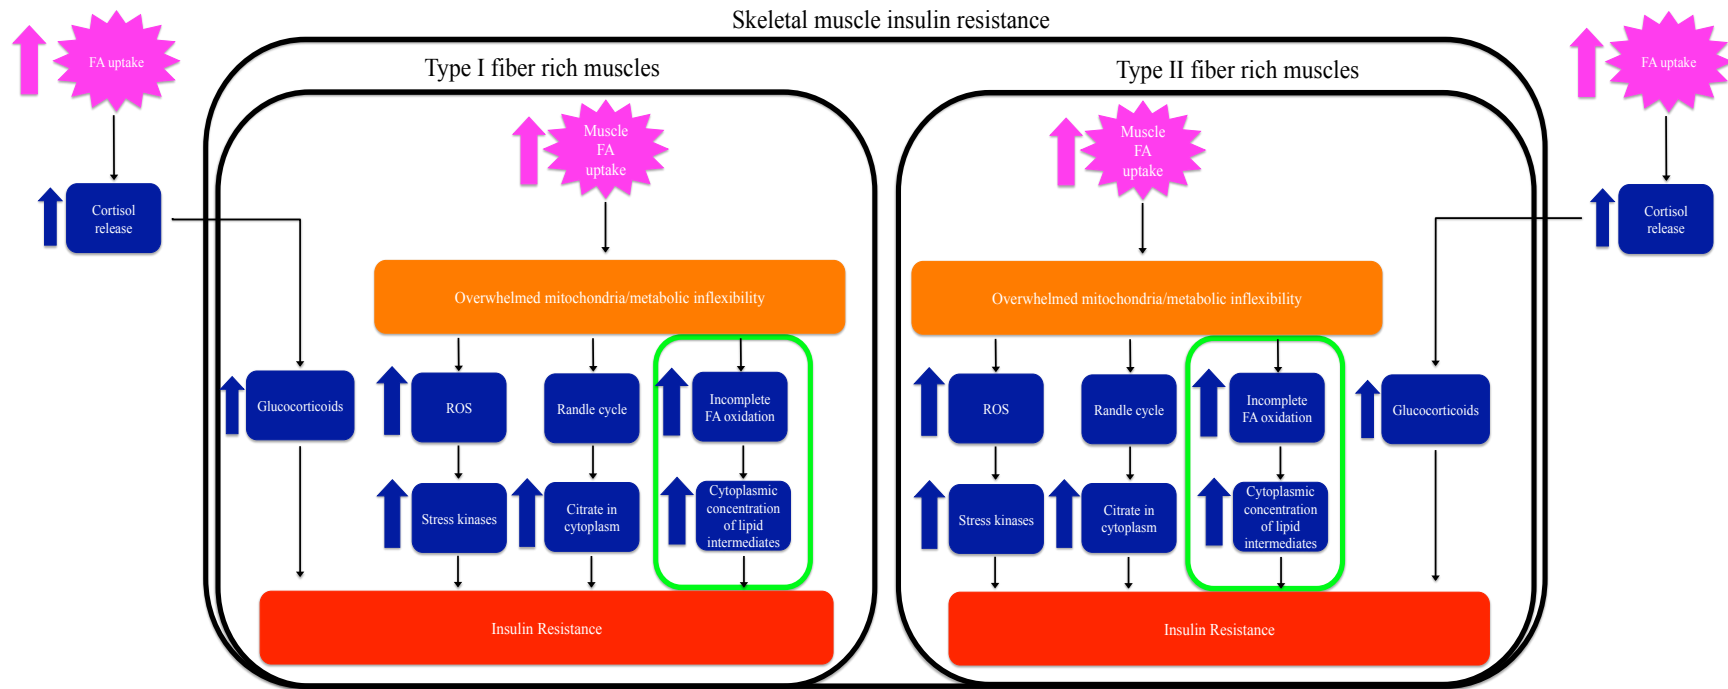 Skeletal muscle insulin resistance
FA uptake
Cortisol
release
Type I fiber rich muscles
Muscle
FA
uptake
Overwhelmed mitochondria/metabolic inflexibility
Glucocorticoids
ROS
Randle cycle
Incomplete
FA oxidation
Stress kinases
Citrate in
cytoplasm
Cytoplasmic
concentration
of lipid
intermediates
Insulin Resistance
Type II fiber rich muscles
Muscle
FA
uptake
Overwhelmed mitochondria/metabolic inflexibility
ROS
Randle cycle
Incomplete
FA oxidation
Glucocorticoids
Stress kinases
Citrate in
cytoplasm
Cytoplasmic
concentration
of lipid
intermediates
Insulin Resistance
FA uptake
Cortisol
release